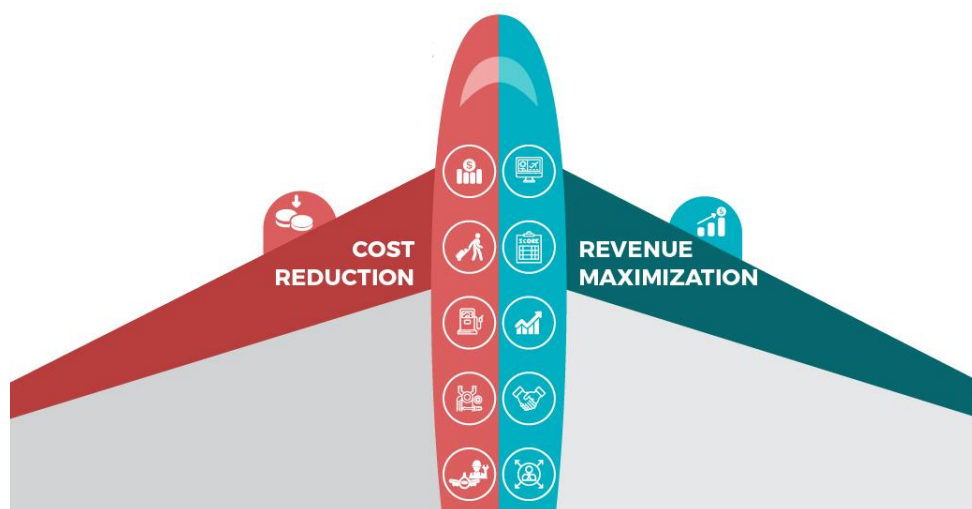 COST
REDUCTION
REVENUE
MAXIMIZATION
$
SCORE
$